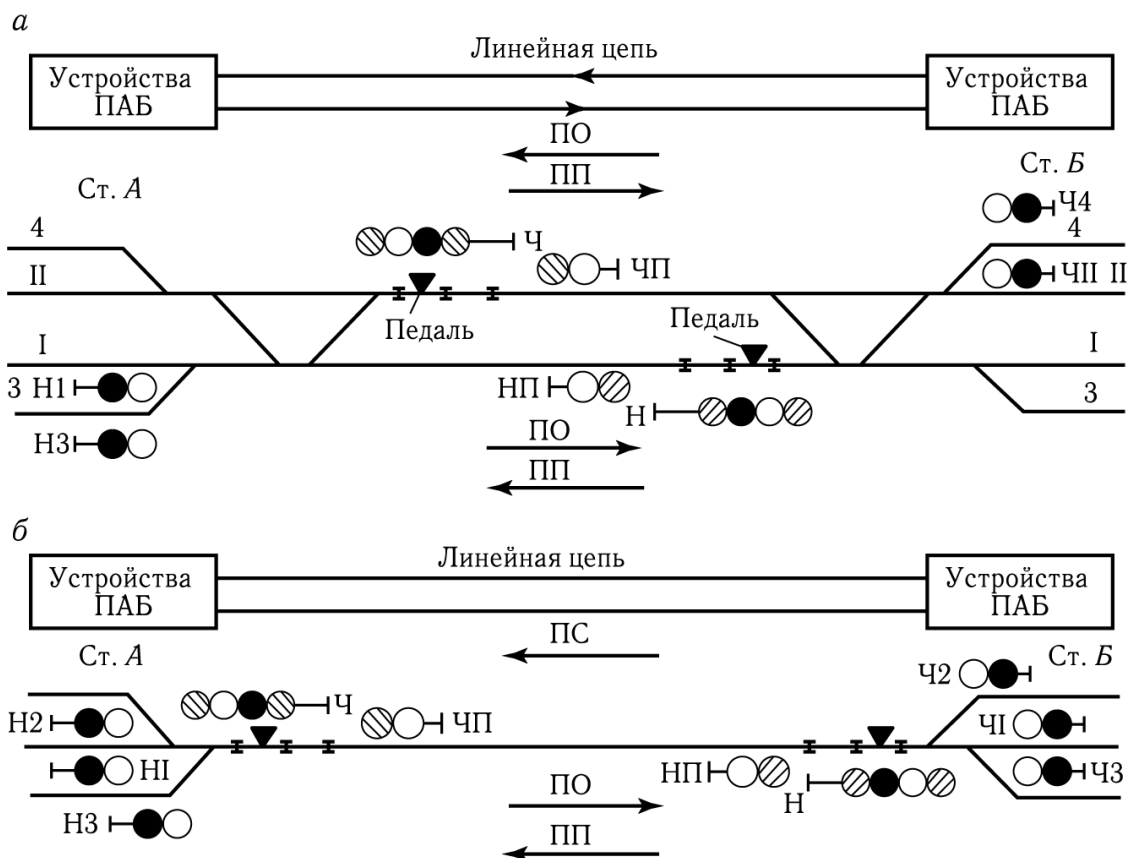 а
Линейная цепь
Устройства
ПАБ
Устройства
ПАБ
ПО
ПП
Ст. А
Ст. Б
Ч4
4
4
Ч
ЧП
ЧII II
II
Педаль
Педаль
I
I
3 Н1
НП
3
Н
Н3
ПО
ПП
б
Линейная цепь
Устройства
ПАБ
Устройства
ПАБ
ПС
Ст. А
Ст. Б
Ч2
Ч
Н2
ЧП
ЧI
НI
НП
Ч3
Н
ПО
Н3
ПП